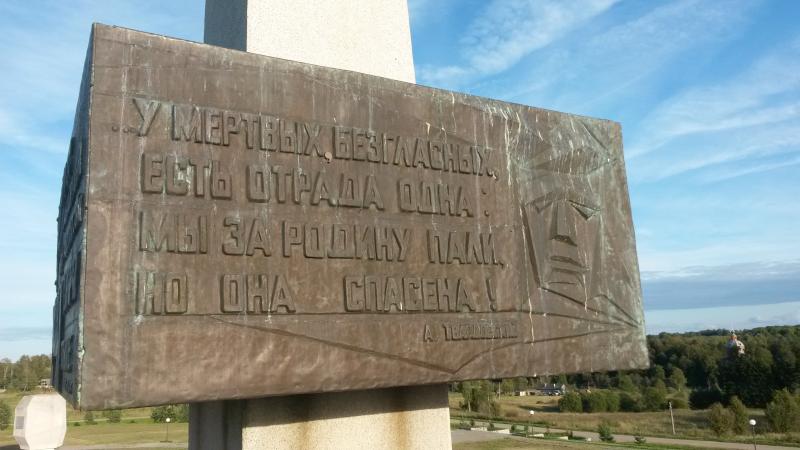 ...У МЕРТВЫХ, БЕЗГЛАСНЫХ,
ЕСТЬ ОТРАДА ОДНА:
МЫ ЗА РОДИНУ ПАЛИ,
НО ОНА СПАСЕНА!
А. ТВАРДОВСКИЙ